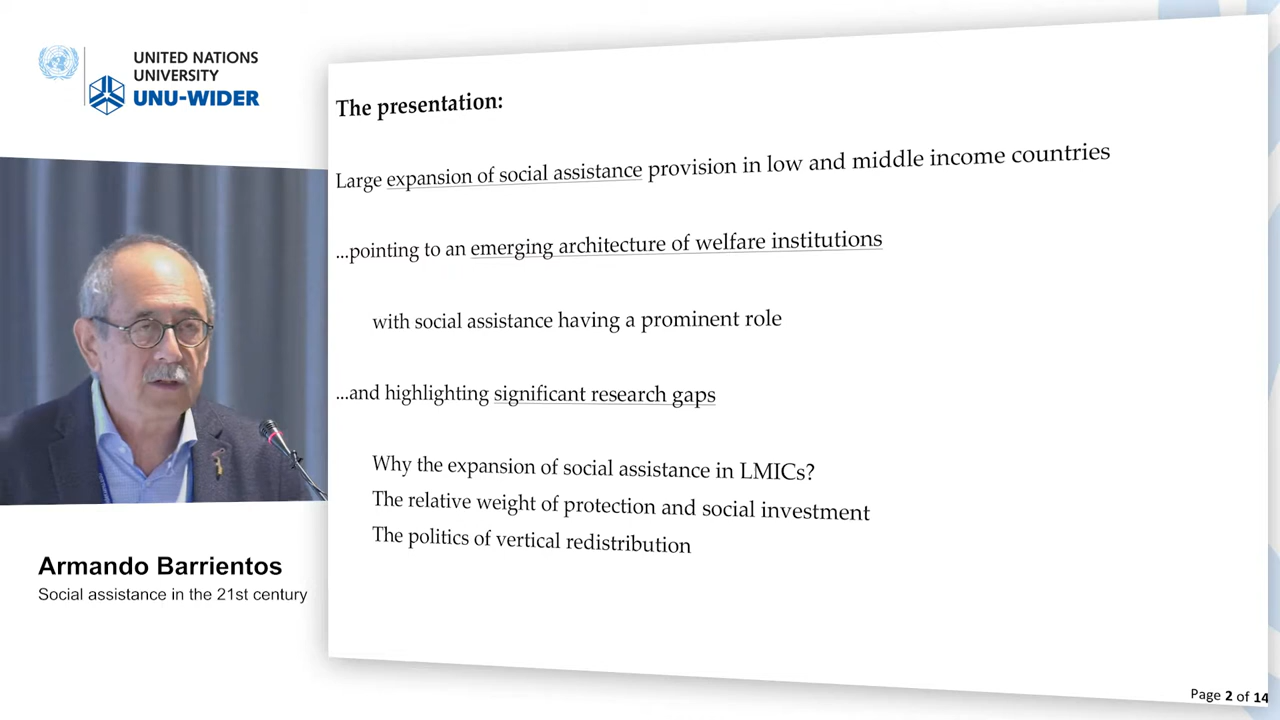 UNITED NATIONS
UNIVERSITY
UNU-WIDER
The presentation:
Large expansion of social assistance provision in low and middle income countries
...pointing to an emerging architecture of welfare institutions
with social assistance having a prominent role
...and highlighting significant research gaps
Why the expansion of social assistance in LMICs?
The relative weight of protection and social investment
The politics of vertical redistribution
Armando Barrientos
Social assistance in the 21st century
Page 2 of 14